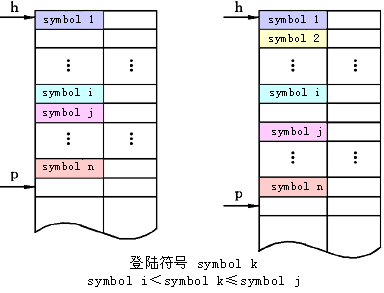 h
symbol 1
⋮ ⋮
symbol i
symbol j
⋮ ⋮
symbol n
p
h
symbol 1
symbol 2
⋮ ⋮
symbol i
symbol j
⋮ ⋮
symbol n
p
登陆符号 symbol k
symbol i<symbol k≤symbol j